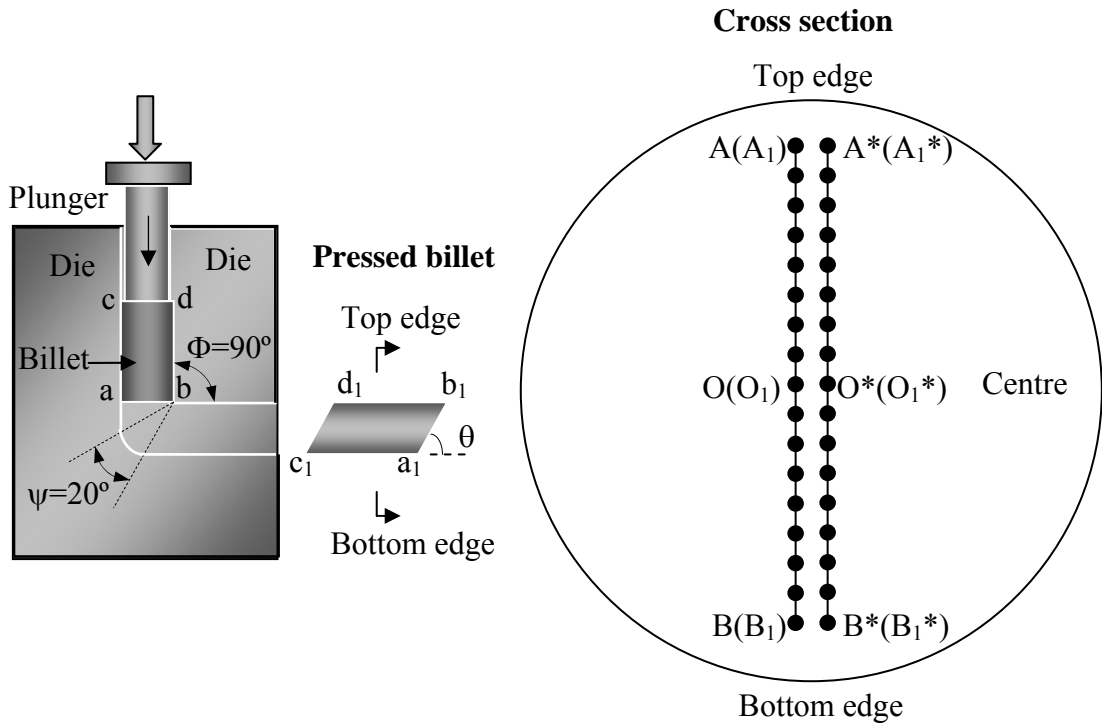 Cross section
Top edge
A(A₁) A*(A₁*)
Plunger
Die
Die
Pressed billet
c
d
Top edge
Billet
Φ=90º
a
b
d₁
b₁
O(O₁) O*(O₁*) Centre
θ
c₁
a₁
ψ=20º
Bottom edge
B(B₁) B*(B₁*)
Bottom edge